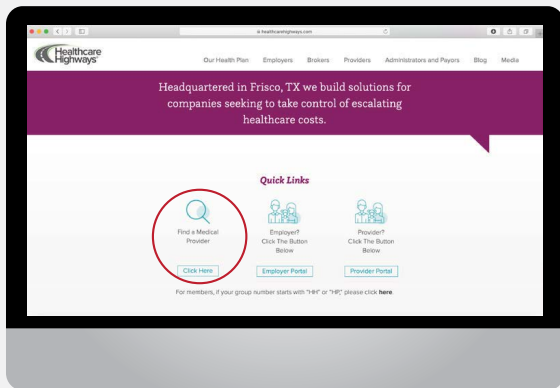 healthcarehighways.com
Healthcare
Highways
Our Health Plan Employers Brokers Providers Administrators and Payors Blog Media
Headquartered in Frisco, TX we build solutions for
companies seeking to take control of escalating
healthcare costs.
Quick Links
Find a Medical
Provider
Click Here
Employer?
Click The Button
Below
Employer Portal
Provider?
Click The Button
Below
Provider Portal
For members, if your group number starts with "HH" or "HP," please click here.